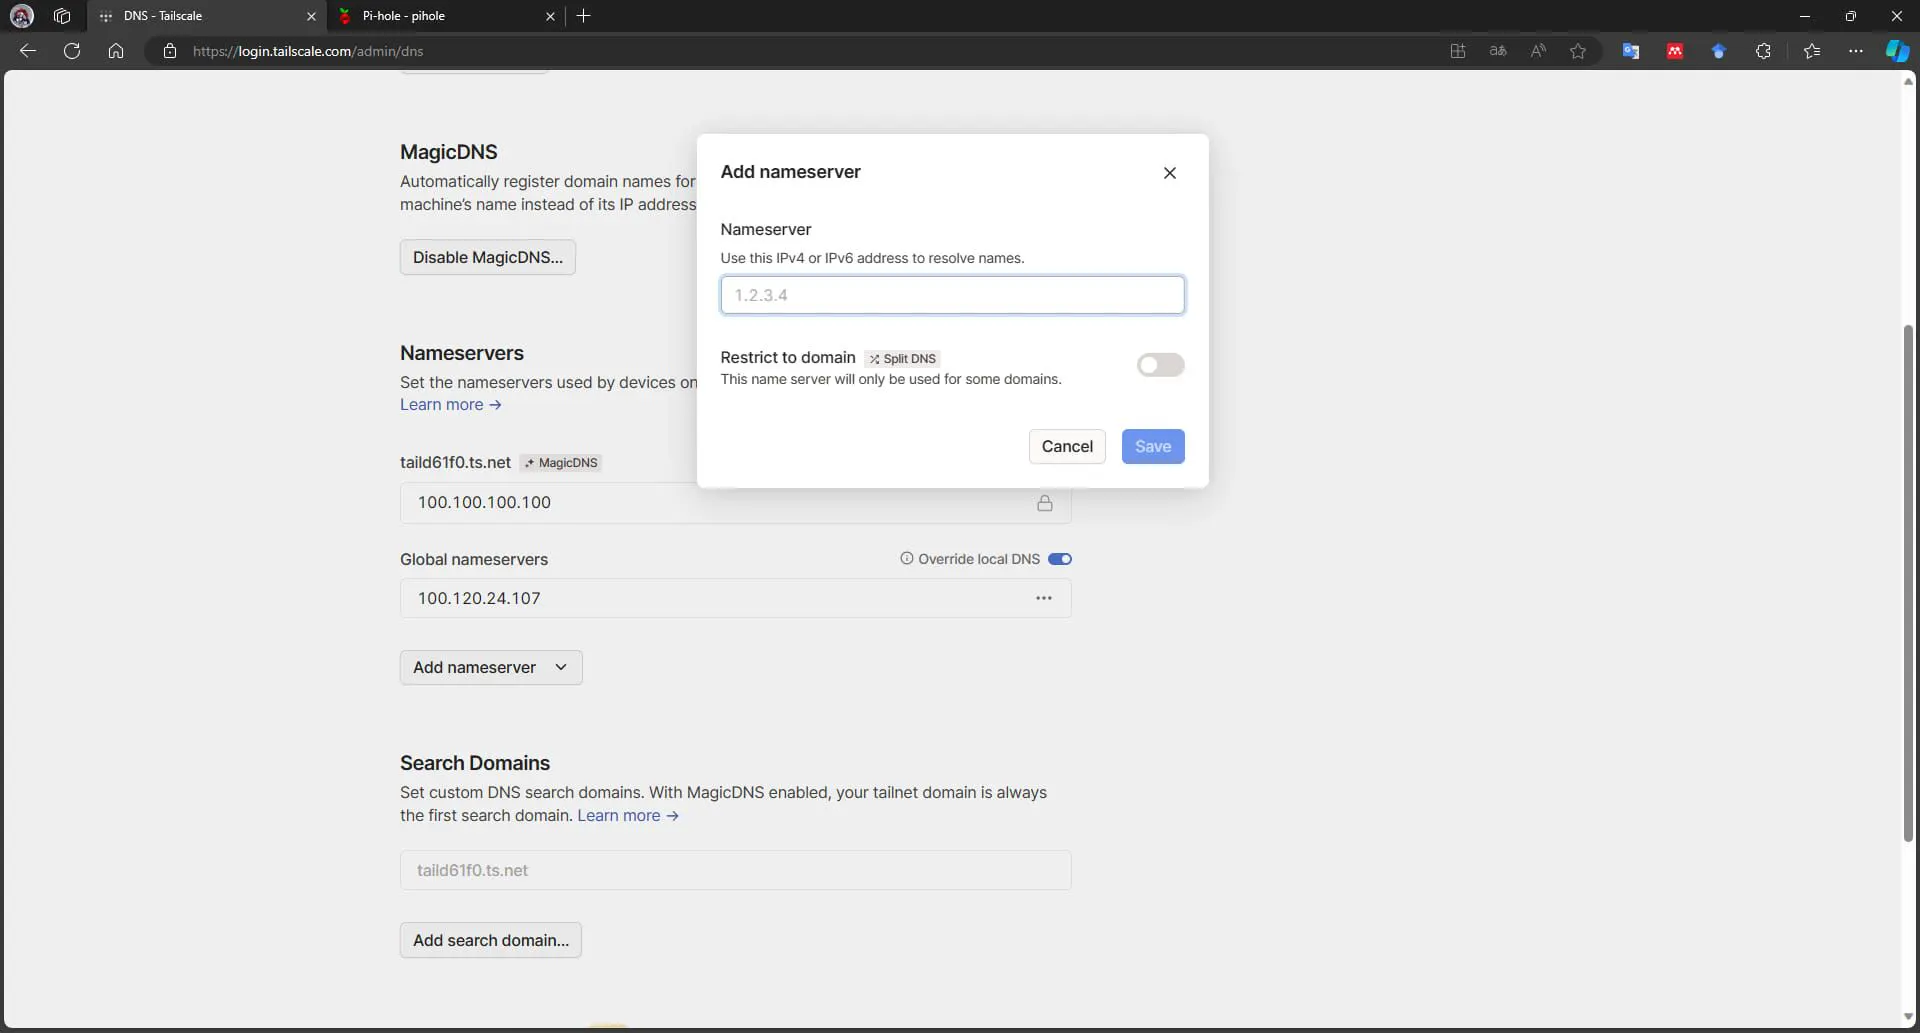 DNS - Tailscale
Pi-hole - pihole
https://login.tailscale.com/admin/dns
MagicDNS
Automatically register domain names for
machine’s name instead of its IP address
Disable MagicDNS...
Nameservers
Set the nameservers used by devices on
Learn more →
taild61f0.ts.net MagicDNS
100.100.100.100
Global nameservers
Override local DNS
100.120.24.107
Add nameserver
Search Domains
Set custom DNS search domains. With MagicDNS enabled, your tailnet domain is always
the first search domain. Learn more →
taild61f0.ts.net
Add search domain...
Add nameserver
Nameserver
Use this IPv4 or IPv6 address to resolve names.
1.2.3.4
Restrict to domain Split DNS
This name server will only be used for some domains.
Cancel
Save